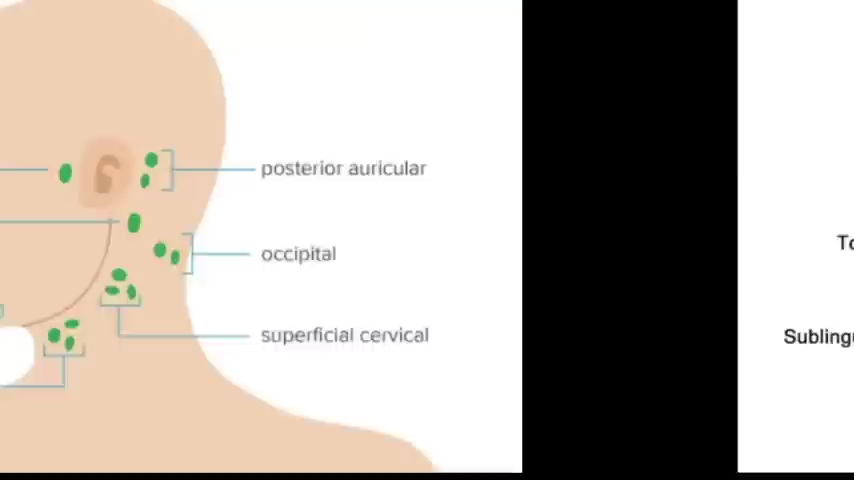 posterior auricular
occipital
superficial cervical